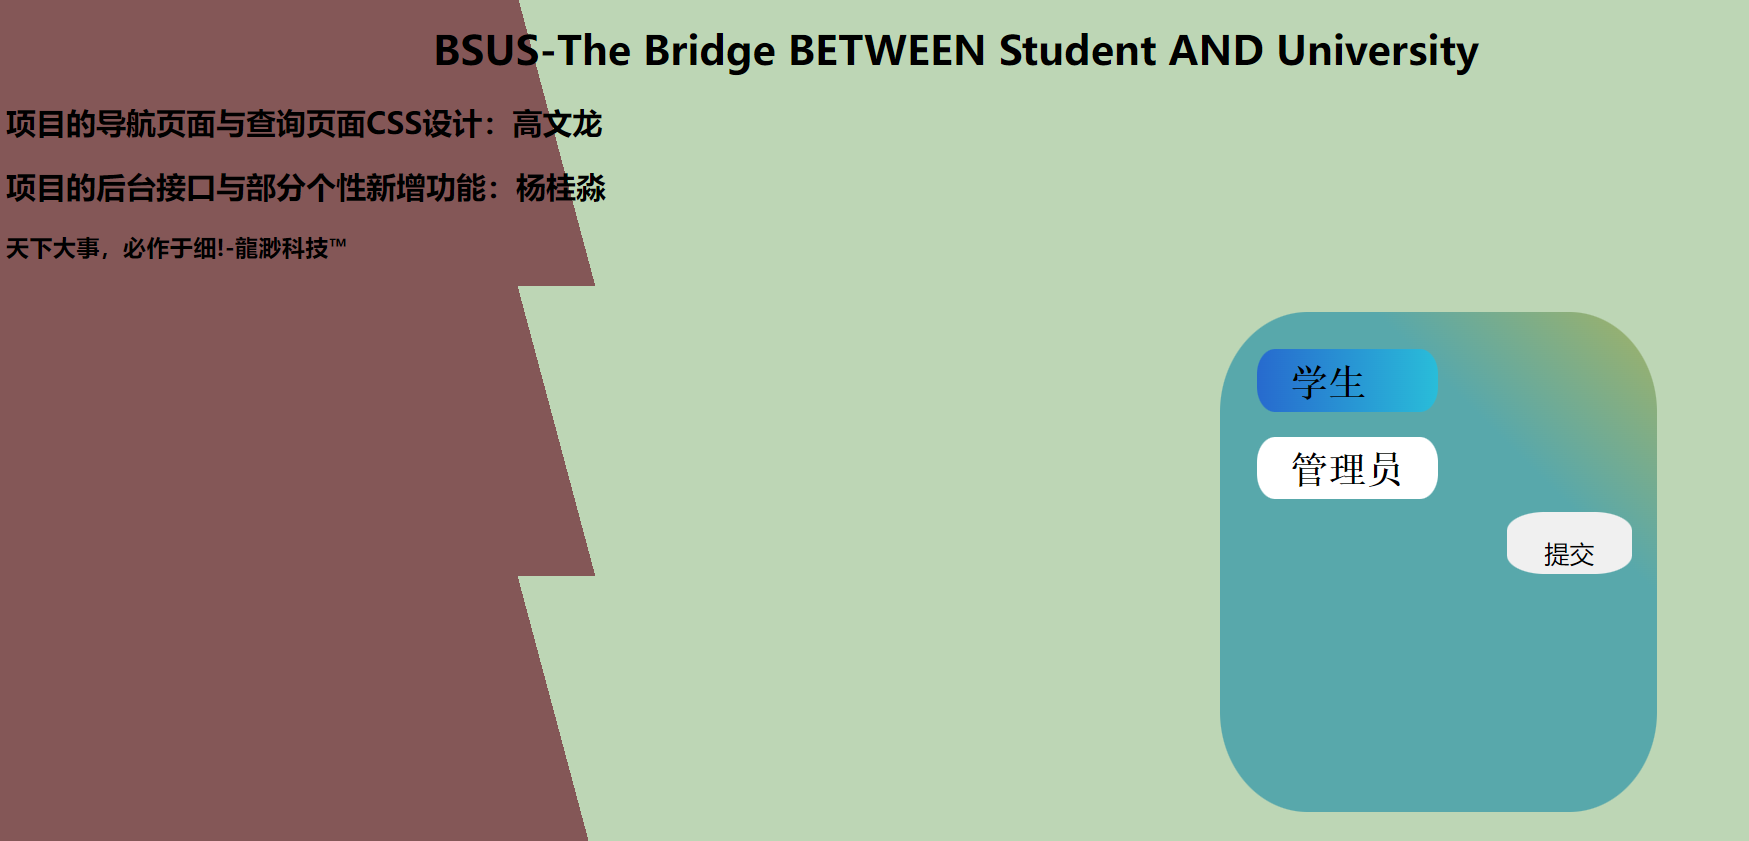 BSUS-The Bridge BETWEEN Student AND University
项目的导航页面与查询页面CSS设计：高文龙
项目的后台接口与部分个性新增功能：杨桂淼
天下大事，必作于细!-龍渺科技™
学生
管理员
提交